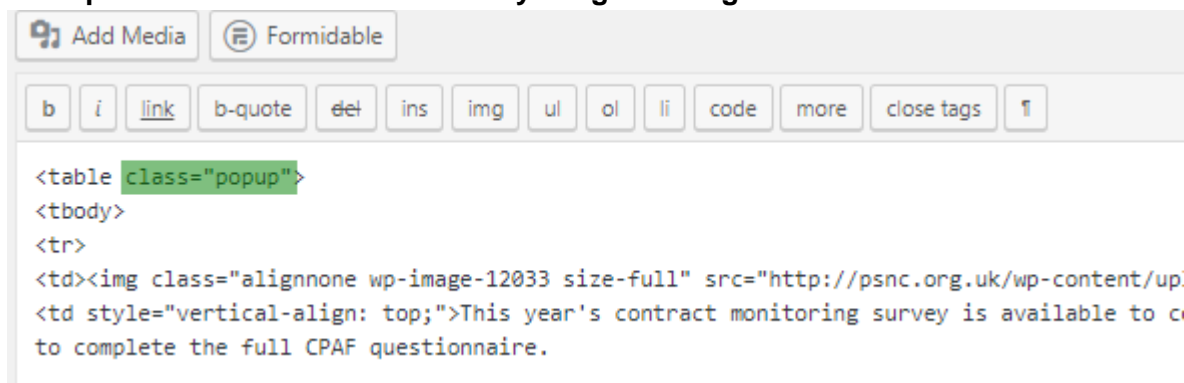 Add Media Formidable
b i link b-quote del ins img ul ol li code more close tags ¶
<table class="popup">
<tbody>
<tr>
<td><img class="alignnone wp-image-12033 size-full" src="http://psnc.org.uk/wp-content/upl
<td style="vertical-align: top;">This year's contract monitoring survey is available to c
to complete the full CPAF questionnaire.